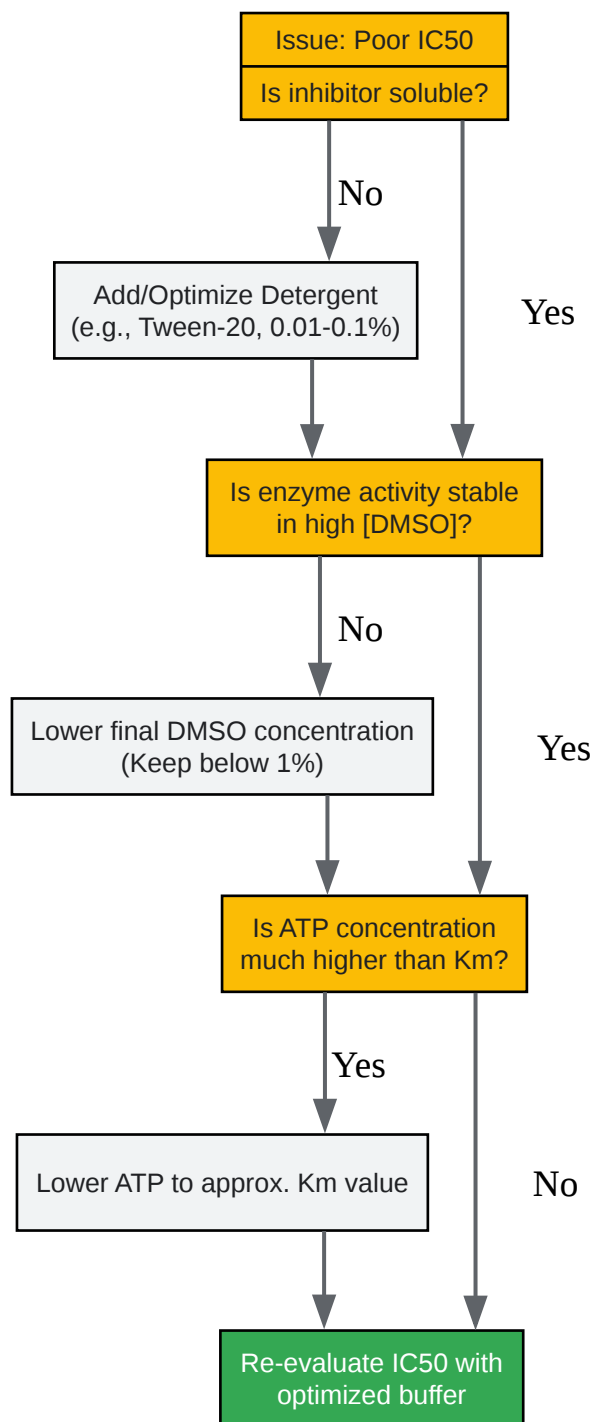 Issue: Poor IC50
Is inhibitor soluble?
No
Add/Optimize Detergent
(e.g., Tween-20, 0.01-0.1%)
Yes
Is enzyme activity stable
in high [DMSO]?
No
Lower final DMSO concentration
(Keep below 1%)
Yes
Is ATP concentration
much higher than Km?
Yes
Lower ATP to approx. Km value
No
Re-evaluate IC50 with
optimized buffer